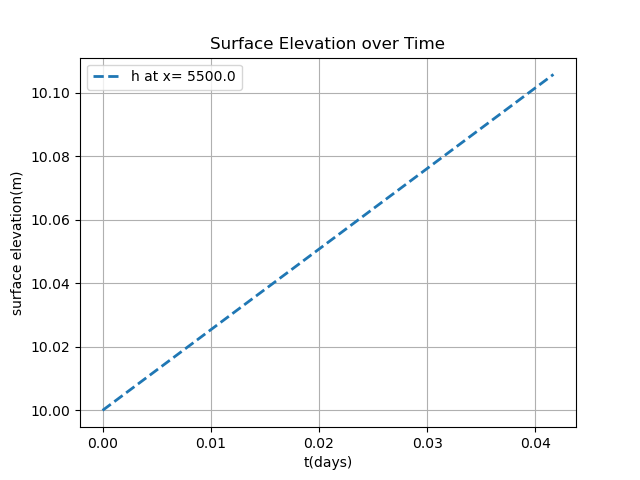 Surface Elevation over Time
h at x= 5500.0
surface elevation(m)
10.10
10.08
10.06
10.04
10.02
10.00
0.00 0.01 0.02 0.03 0.04
t(days)